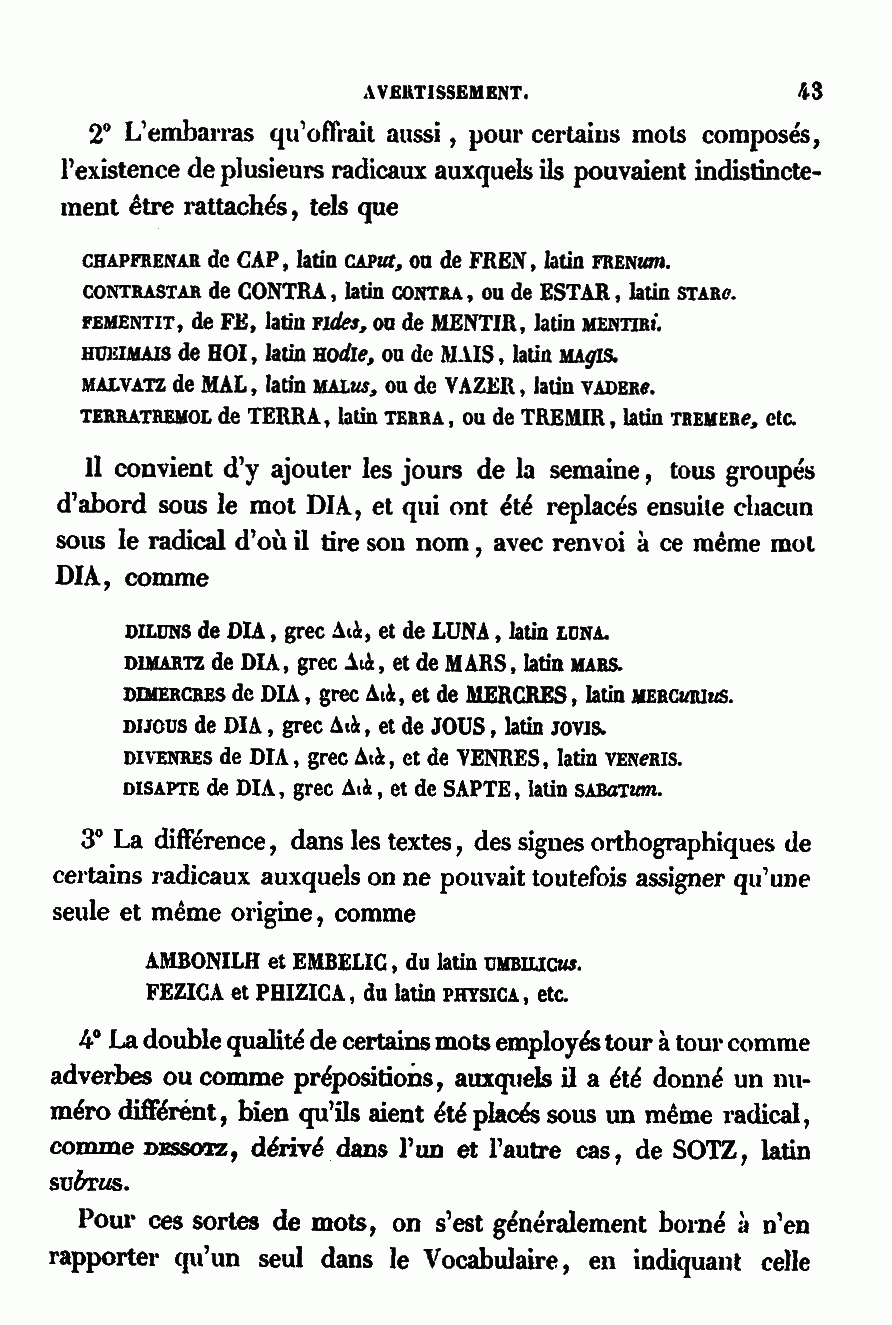 AVERTISSEMENT. 43
2° L'embarras qu'offrait aussi, pour certains mots composés,
l'existence de plusieurs radicaux auxquels ils pouvaient indistincte-
ment être rattachés, tels que
CHAPFRENAR de CAP, latin CAPut, ou de FREN, latin FRENum.
CONTRASTAR de CONTRA, latin CONTRA, ou de ESTAR, latin STARe.
FEMENTIT, de FE, latin FIdes, ou de MENTIR, latin MENTIRi.
HUEIMAIS de HOI, latin HOdIe, ou de MAIS, latin MAgIS.
MALVATZ de MAL, latin MALus, ou de VAZER, latin VADERe.
TERRATREMOL de TERRA, latin TERRA, ou de TREMIR, latin TREMERe, etc.
Il convient d'y ajouter les jours de la semaine, tous groupés
d'abord sous le mot DIA, et qui ont été replacés ensuite chacun
sous le radical d'où il tire son nom, avec renvoi à ce même mot
DIA, comme
DILUNS de DIA, grec Διὰ, et de LUNA, latin LUNA.
DIMARTZ de DIA, grec Διὰ, et de MARS, latin MARS.
DIMERCRES de DIA, grec Διὰ, et de MERCRES, latin MERCuRIuS.
DIJOUS de DIA, grec Διὰ, et de JOUS, latin JOVIS.
DIVENRES de DIA, grec Διὰ, et de VENRES, latin VENeRIS.
DISAPTE de DIA, grec Διὰ, et de SAPTE, latin SABaTum.
3° La différence, dans les textes, des signes orthographiques de
certains radicaux auxquels on ne pouvait toutefois assigner qu'une
seule et même origine, comme
AMBONILH et EMBELIC, du latin UMBILICus.
FEZICA et PHIZICA, du latin PHYSICA, etc.
4° La double qualité de certains mots employés tour à tour comme
adverbes ou comme prépositions, auxquels il a été donné un nu-
méro différent, bien qu'ils aient été placés sous un même radical,
comme DESSOTZ, dérivé dans l'un et l'autre cas, de SOTZ, latin
SUbTUS.
Pour ces sortes de mots, on s'est généralement borné à n'en
rapporter qu'un seul dans le Vocabulaire, en indiquant celle